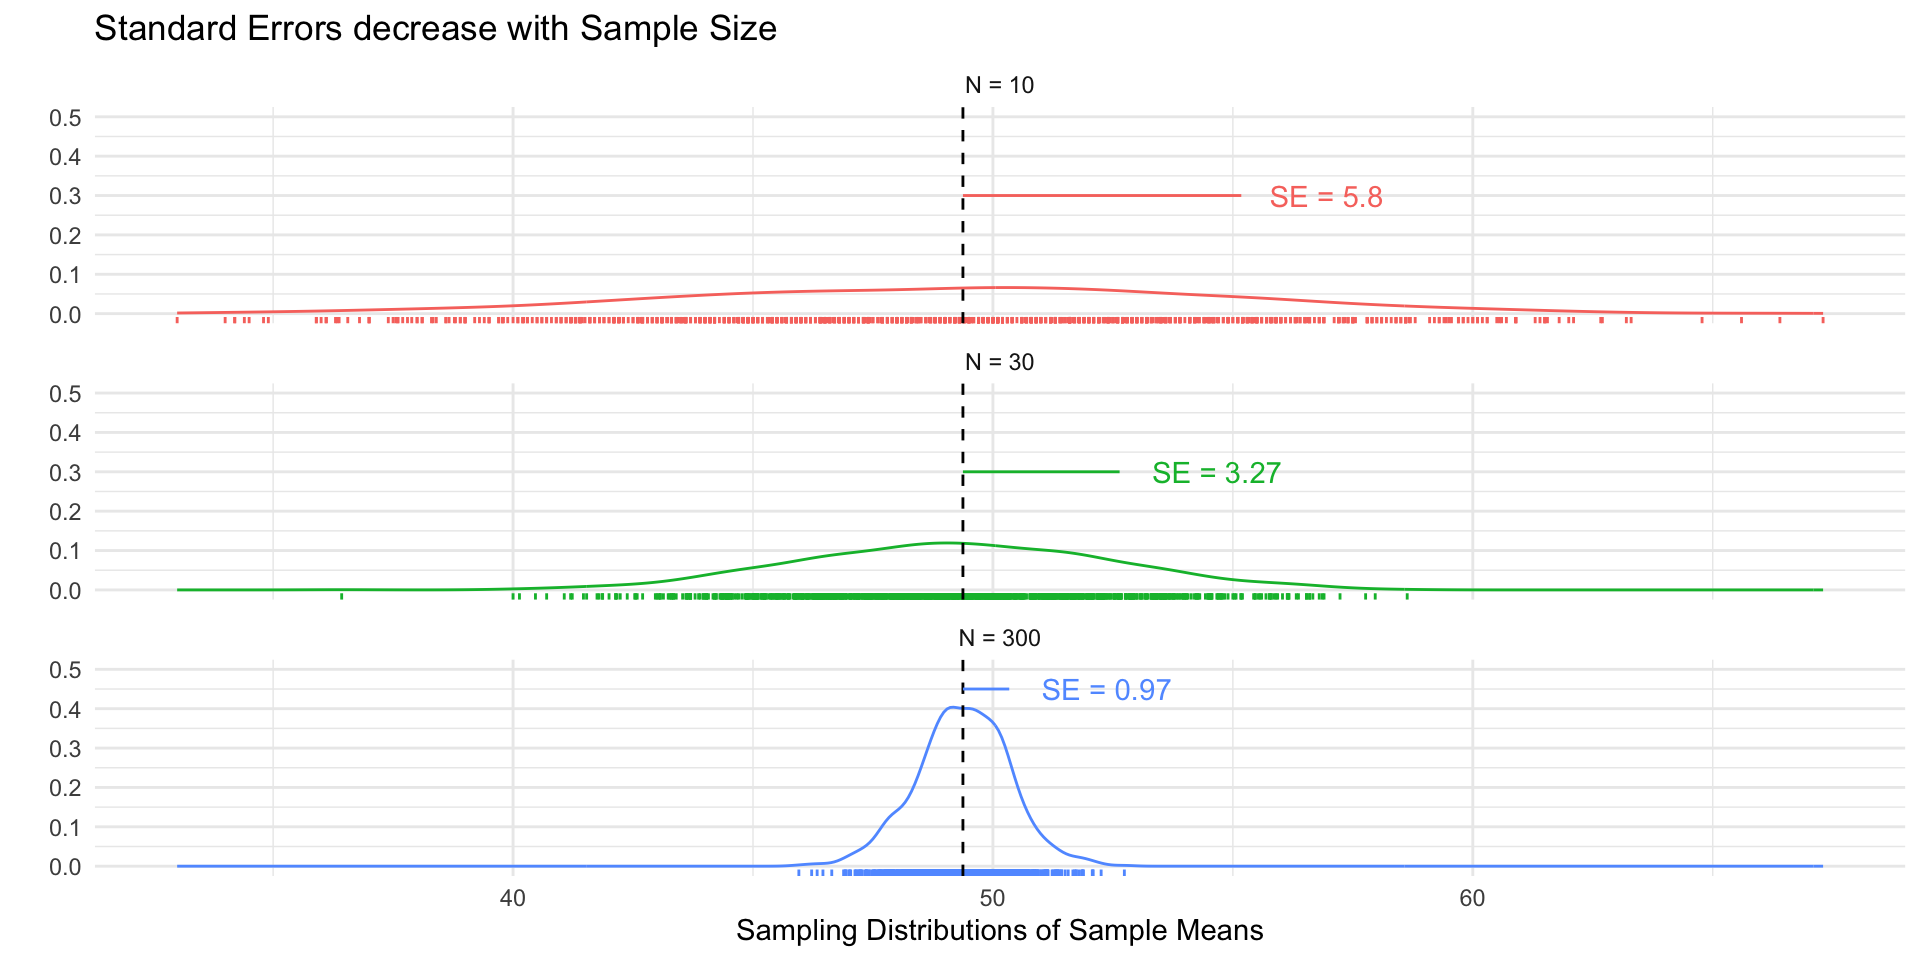 Standard Errors decrease with Sample Size
N = 10
0.5
0.4
0.3
0.2
0.1
0.0
SE = 5.8
N = 30
0.5
0.4
0.3
0.2
0.1
0.0
SE = 3.27
N = 300
0.5
0.4
0.3
0.2
0.1
0.0
SE = 0.97
40 50 60
Sampling Distributions of Sample Means